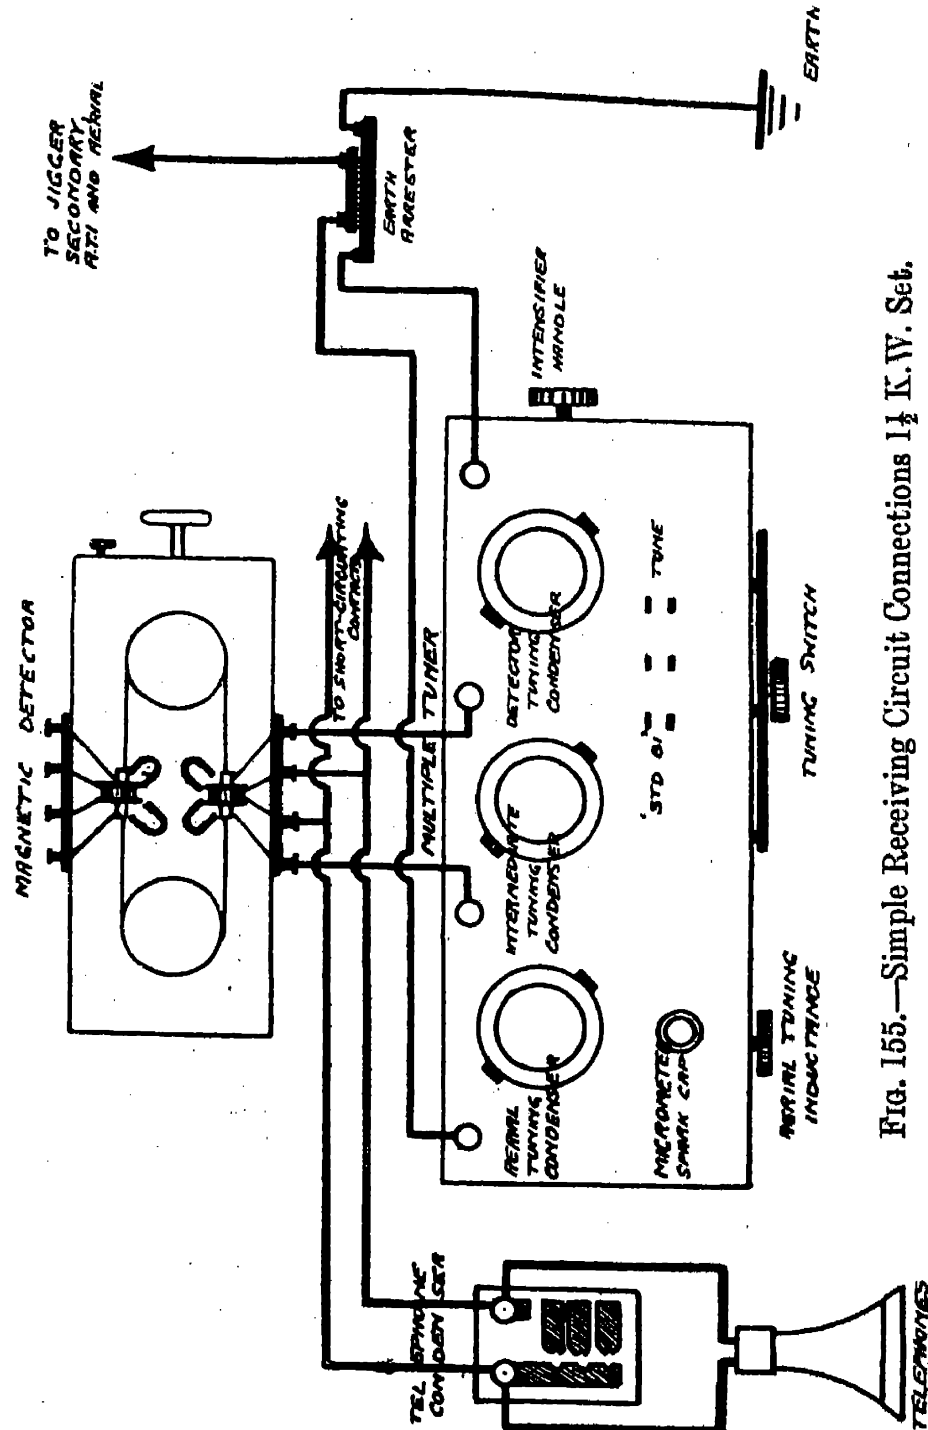 TO JIGGER
SECONDARY,
A.T.I AND AERIAL
EARTH
EARTH
ARRESTER
MAGNETIC DETECTOR
TO SHORT-CIRCUITING
CONTACTS
INTENSIFIER
HANDLE
MULTIPLE TUNER
TELEPHONE
CONDENSER
AERIAL
TUNING
CONDENSER
INTERMEDIATE
TUNING
CONDENSER
DETECTOR
TUNING
CONDENSER
MICROMETER
SPARK GAP
STD BI TUNE
AERIAL TUNING
INDUCTANCE
TUNING SWITCH
TELEPHONES
FIG. 155.—Simple Receiving Circuit Connections 1½ K.W. Set.